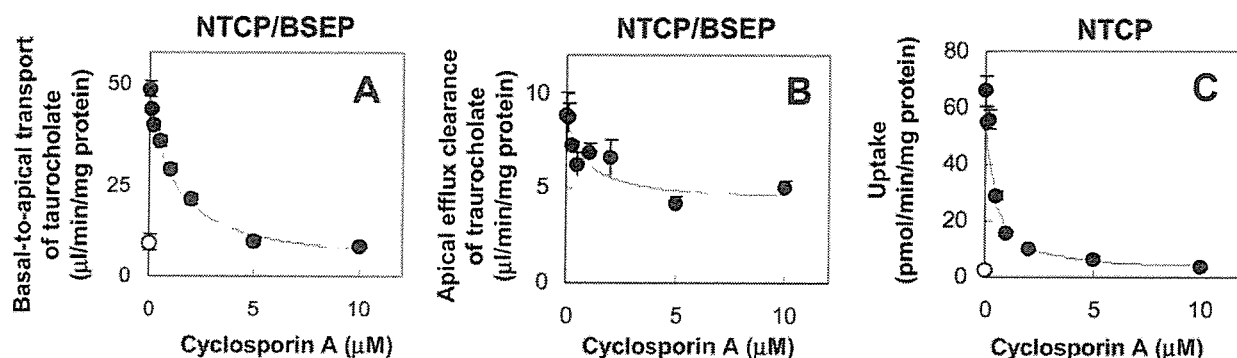 NTCP/BSEP
A
Basal-to-apical transport
of taurocholate
(μl/min/mg protein)
50
25
0
0 5 10
Cyclosporin A (μM)
NTCP/BSEP
B
Apical efflux clearance
of traurocholate
(μl/min/mg protein)
10
5
0
0 5 10
Cyclosporin A (μM)
NTCP
C
Uptake
(pmol/min/mg protein)
80
60
40
20
0
0 5 10
Cyclosporin A (μM)